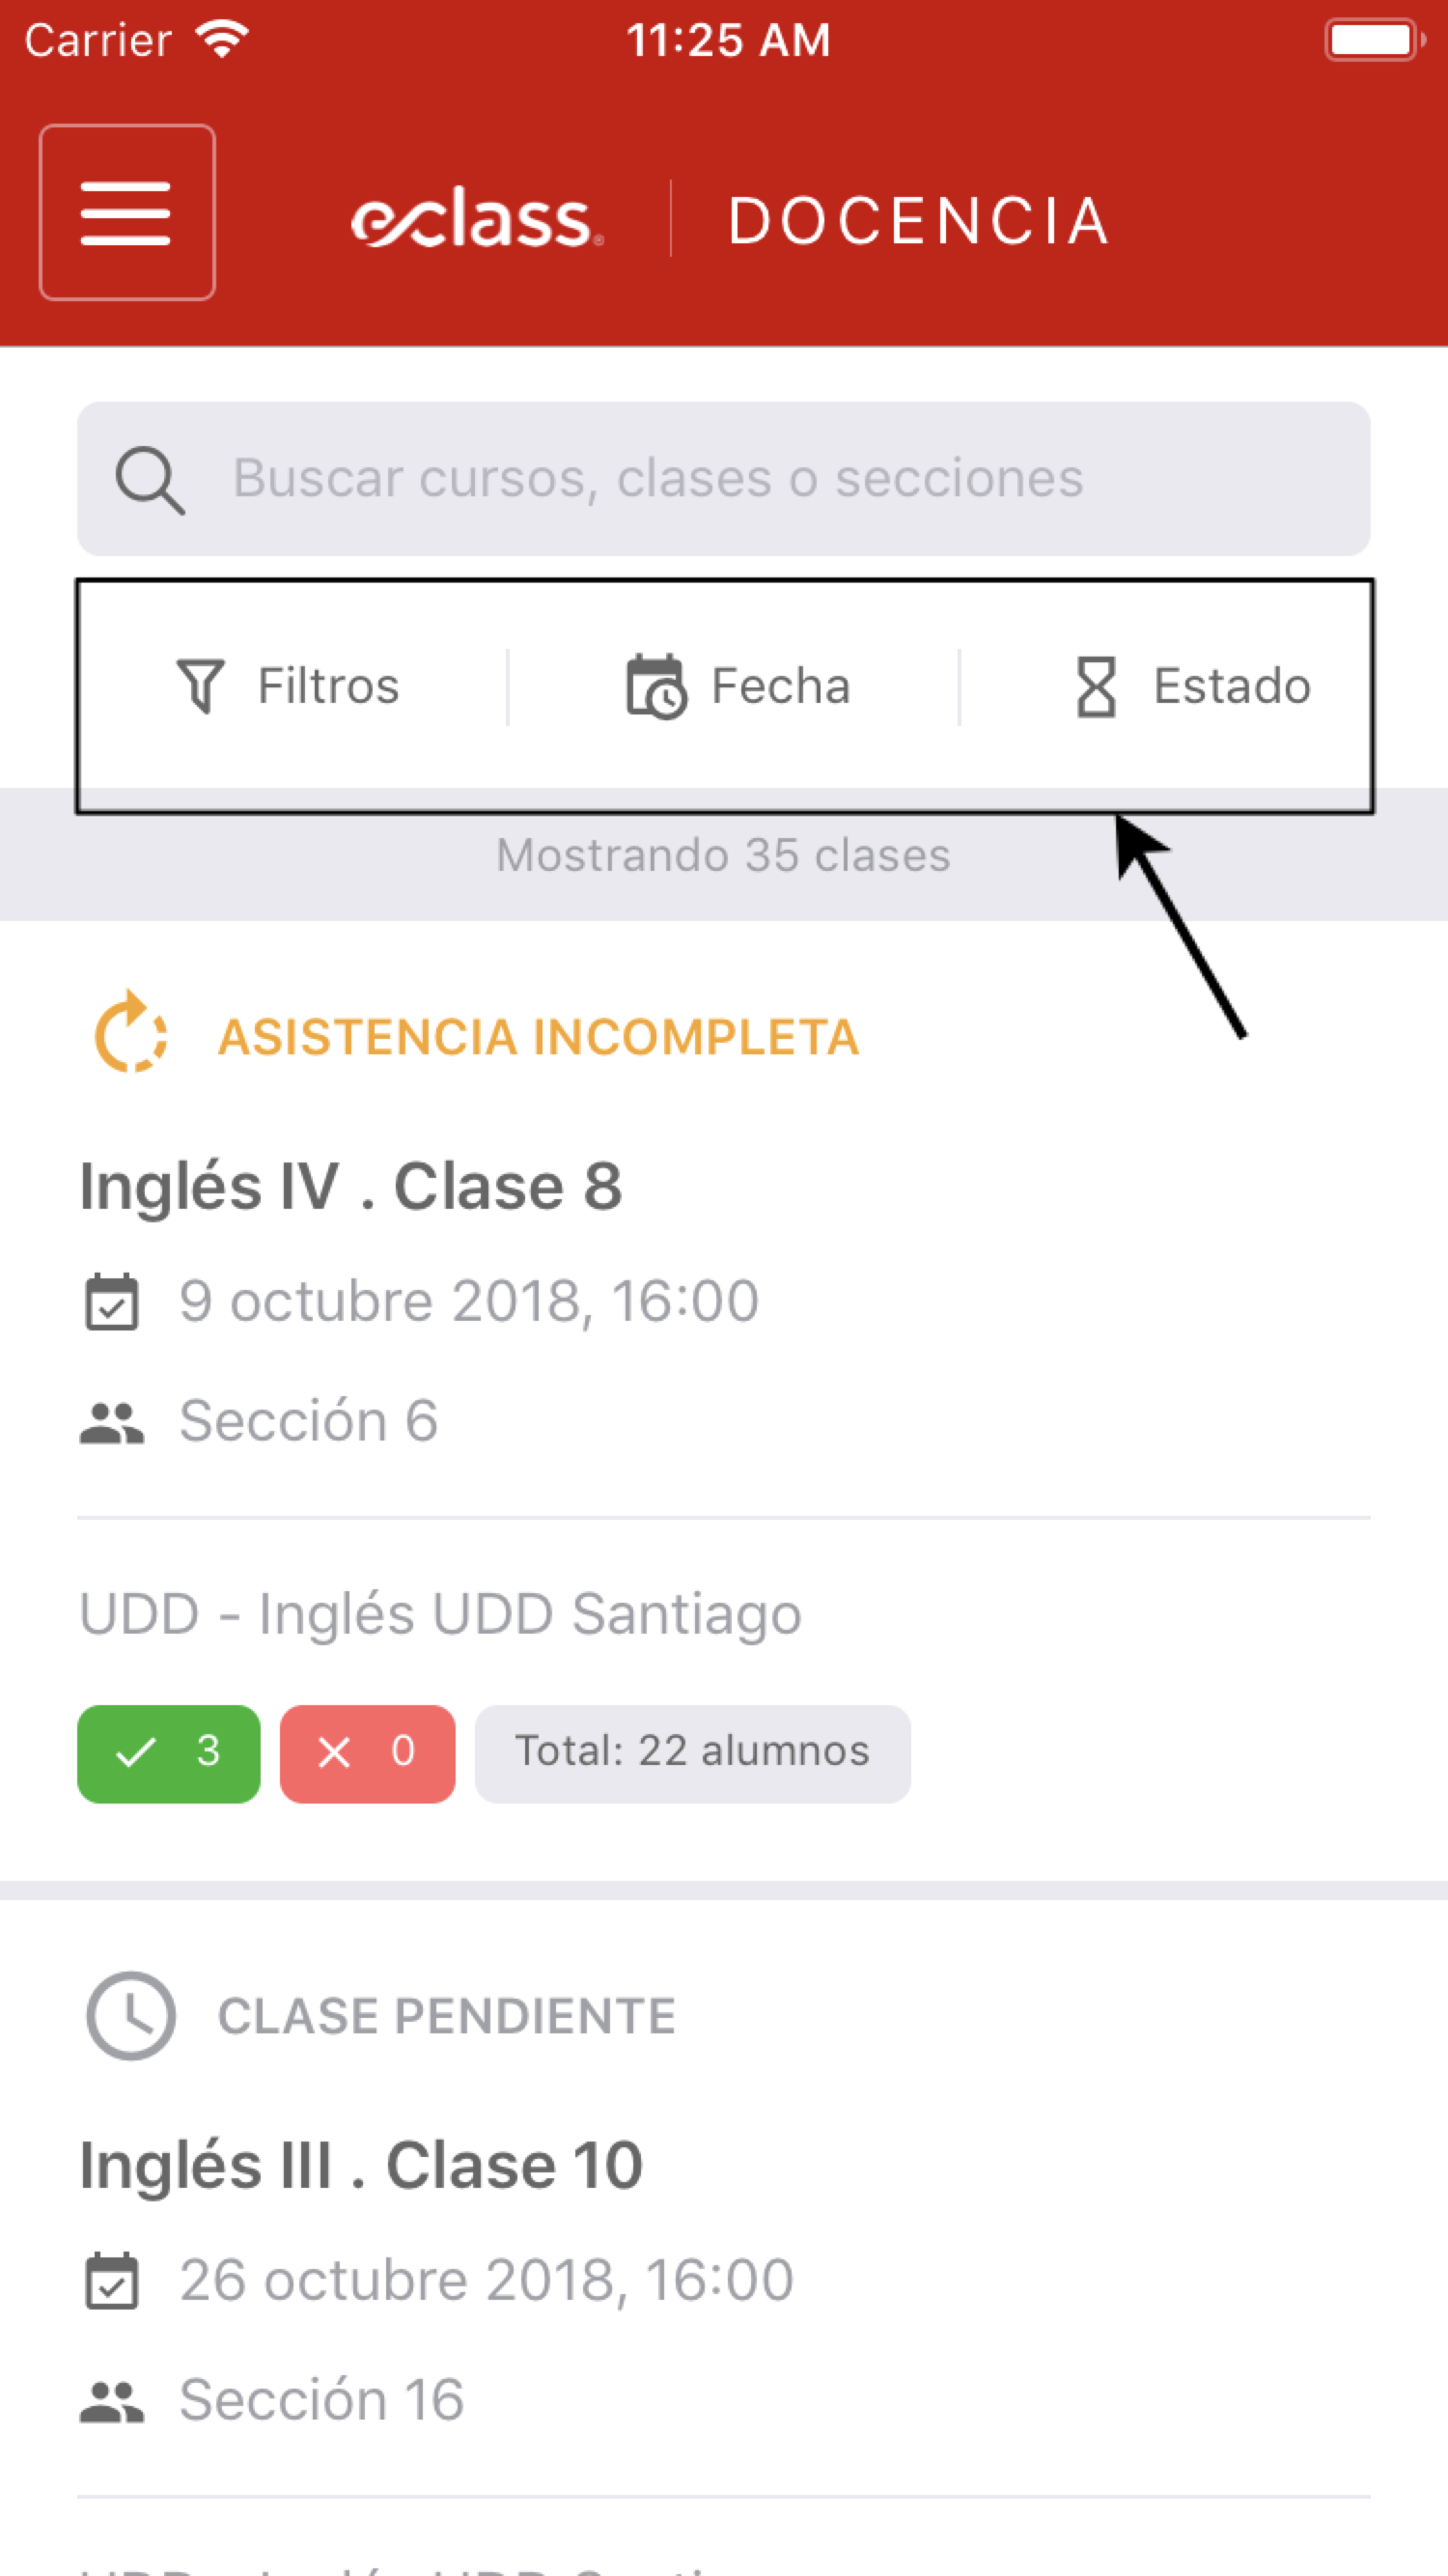 Carrier 11:25 AM
eclass® DOCENCIA
Buscar cursos, clases o secciones
Filtros Fecha Estado
Mostrando 35 clases
ASISTENCIA INCOMPLETA
Inglés IV . Clase 8
9 octubre 2018, 16:00
Sección 6
UDD - Inglés UDD Santiago
3 0 Total: 22 alumnos
CLASE PENDIENTE
Inglés III . Clase 10
26 octubre 2018, 16:00
Sección 16